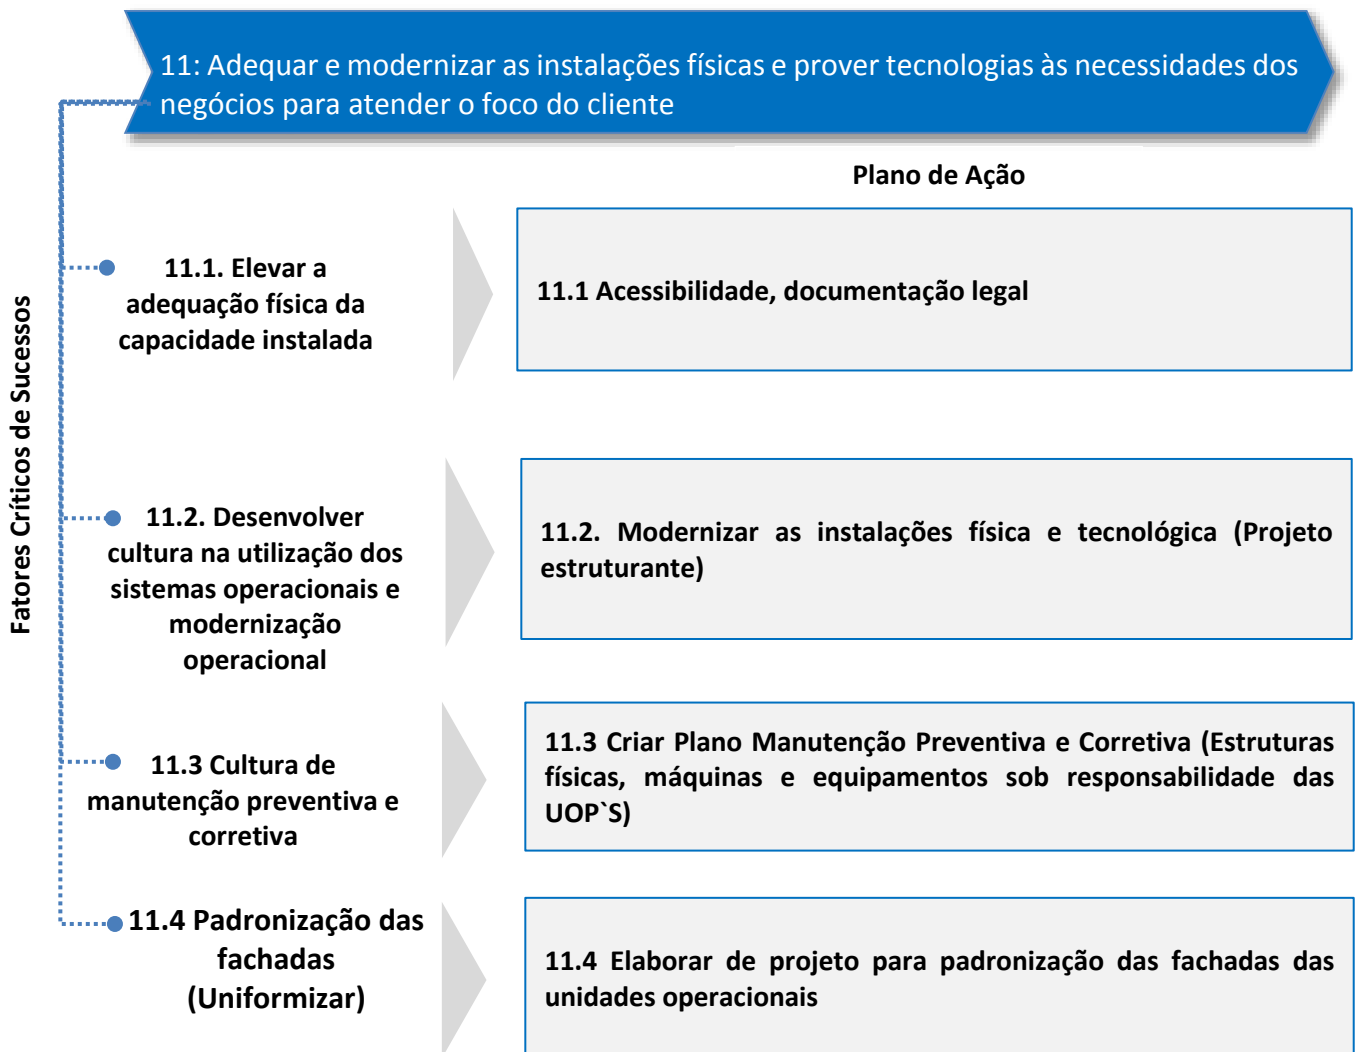 11: Adequar e modernizar as instalações físicas e prover tecnologias às necessidades dos
negócios para atender o foco do cliente
Plano de Ação
Fatores Críticos de Sucessos
11.1. Elevar a
adequação física da
capacidade instalada
11.1 Acessibilidade, documentação legal
11.2. Desenvolver
cultura na utilização dos
sistemas operacionais e
modernização
operacional
11.2. Modernizar as instalações física e tecnológica (Projeto
estruturante)
11.3 Cultura de
manutenção preventiva e
corretiva
11.3 Criar Plano Manutenção Preventiva e Corretiva (Estruturas
físicas, máquinas e equipamentos sob responsabilidade das
UOP`S)
11.4 Padronização das
fachadas
(Uniformizar)
11.4 Elaborar de projeto para padronização das fachadas das
unidades operacionais